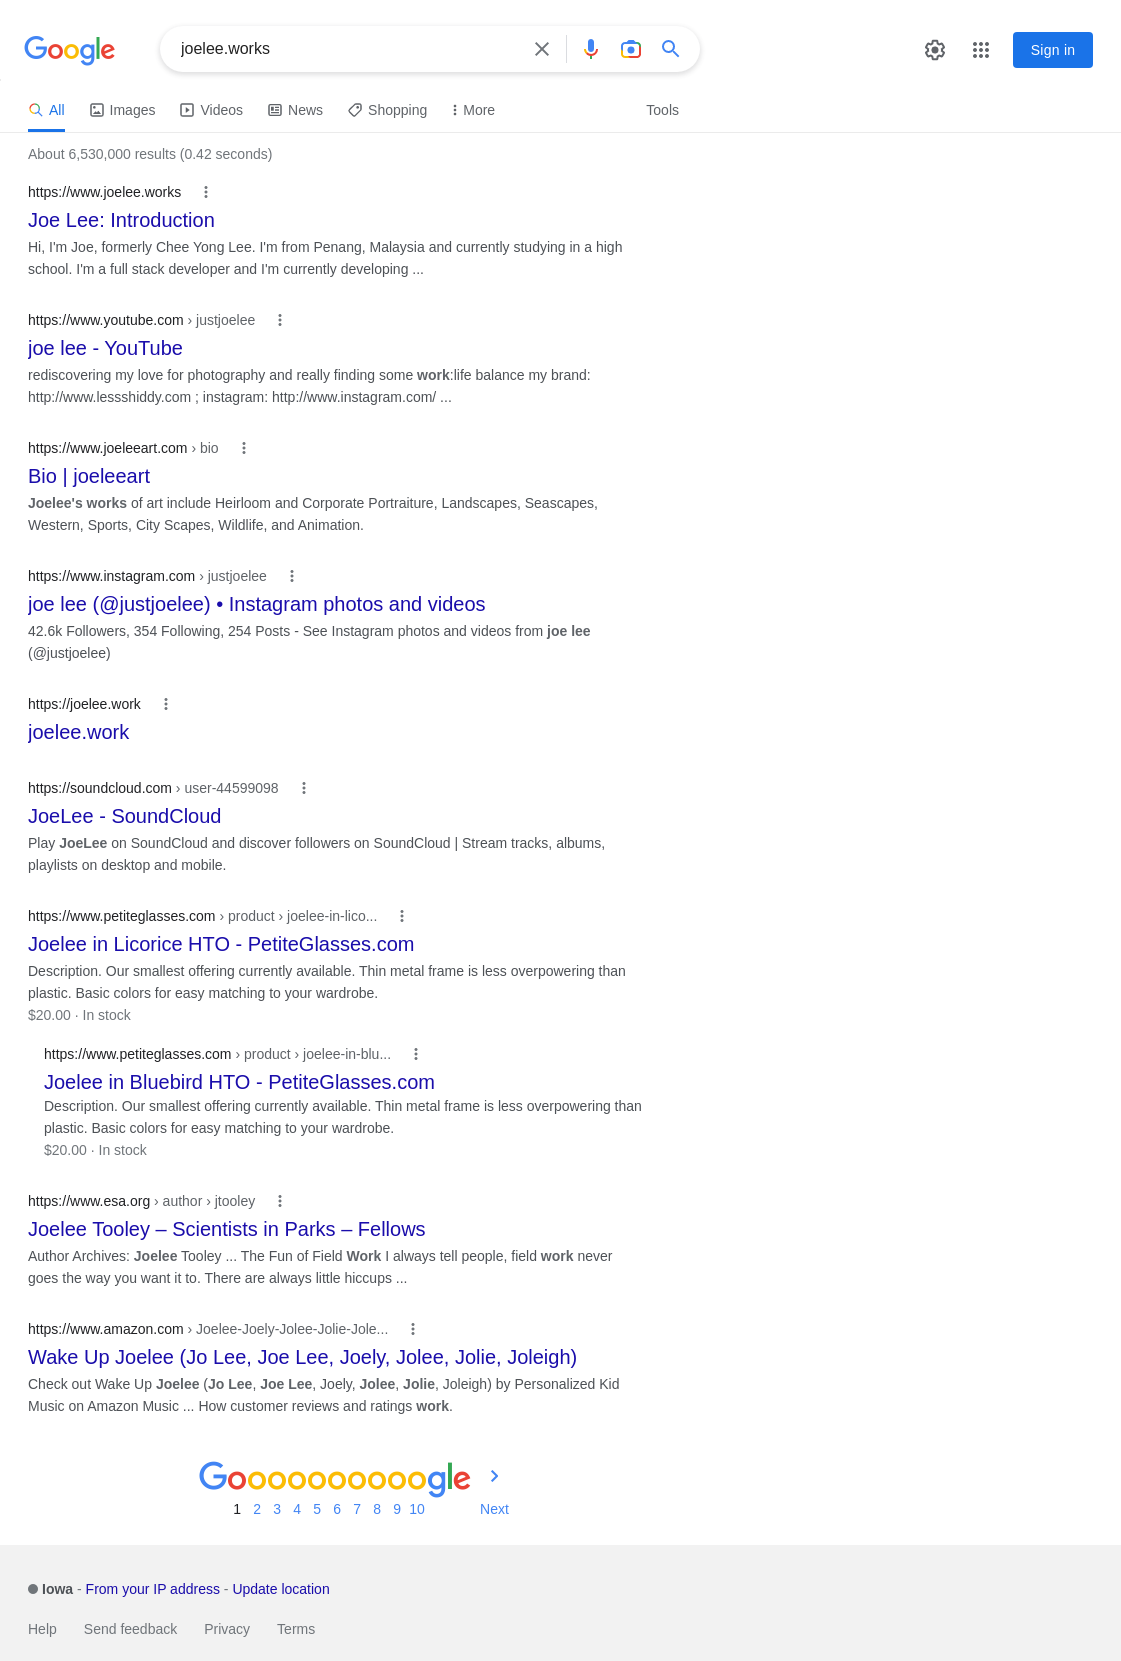 Google
joelee.works
Sign in
All Images Videos News Shopping More Tools
About 6,530,000 results (0.42 seconds)
https://www.joelee.works
Joe Lee: Introduction
Hi, I'm Joe, formerly Chee Yong Lee. I'm from Penang, Malaysia and currently studying in a high
school. I'm a full stack developer and I'm currently developing ...
https://www.youtube.com › justjoelee
joe lee - YouTube
rediscovering my love for photography and really finding some work:life balance my brand:
http://www.lessshiddy.com ; instagram: http://www.instagram.com/ ...
https://www.joeleeart.com › bio
Bio | joeleeart
Joelee's works of art include Heirloom and Corporate Portraiture, Landscapes, Seascapes,
Western, Sports, City Scapes, Wildlife, and Animation.
https://www.instagram.com › justjoelee
joe lee (@justjoelee) • Instagram photos and videos
42.6k Followers, 354 Following, 254 Posts - See Instagram photos and videos from joe lee
(@justjoelee)
https://joelee.work
joelee.work
https://soundcloud.com › user-44599098
JoeLee - SoundCloud
Play JoeLee on SoundCloud and discover followers on SoundCloud | Stream tracks, albums,
playlists on desktop and mobile.
https://www.petiteglasses.com › product › joelee-in-lico...
Joelee in Licorice HTO - PetiteGlasses.com
Description. Our smallest offering currently available. Thin metal frame is less overpowering than
plastic. Basic colors for easy matching to your wardrobe.
$20.00 · In stock
https://www.petiteglasses.com › product › joelee-in-blu...
Joelee in Bluebird HTO - PetiteGlasses.com
Description. Our smallest offering currently available. Thin metal frame is less overpowering than
plastic. Basic colors for easy matching to your wardrobe.
$20.00 · In stock
https://www.esa.org › author › jtooley
Joelee Tooley – Scientists in Parks – Fellows
Author Archives: Joelee Tooley ... The Fun of Field Work I always tell people, field work never
goes the way you want it to. There are always little hiccups ...
https://www.amazon.com › Joelee-Joely-Jolee-Jolie-Jole...
Wake Up Joelee (Jo Lee, Joe Lee, Joely, Jolee, Jolie, Joleigh)
Check out Wake Up Joelee (Jo Lee, Joe Lee, Joely, Jolee, Jolie, Joleigh) by Personalized Kid
Music on Amazon Music ... How customer reviews and ratings work.
Goooooooooogle
1 2 3 4 5 6 7 8 9 10 Next
Iowa - From your IP address - Update location
Help Send feedback Privacy Terms